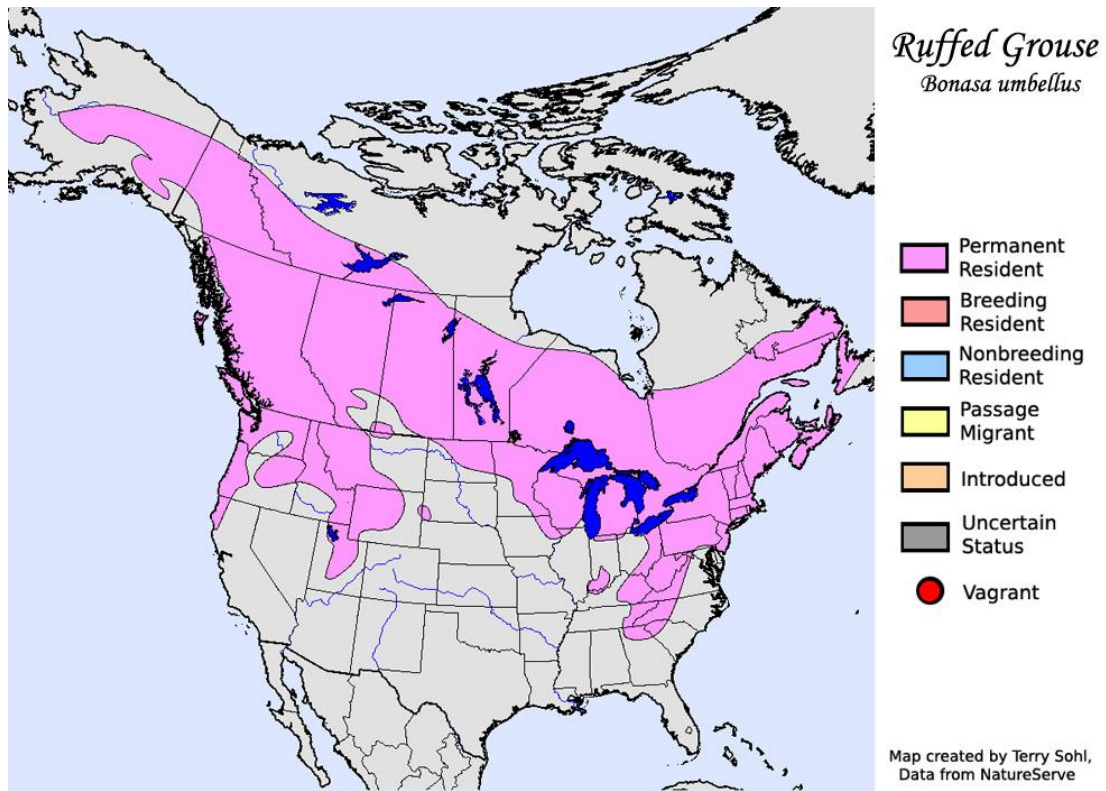 Ruffed Grouse
Bonasa umbellus
Permanent
Resident
Breeding
Resident
Nonbreeding
Resident
Passage
Migrant
Introduced
Uncertain
Status
Vagrant
Map created by Terry Sohl,
Data from NatureServe